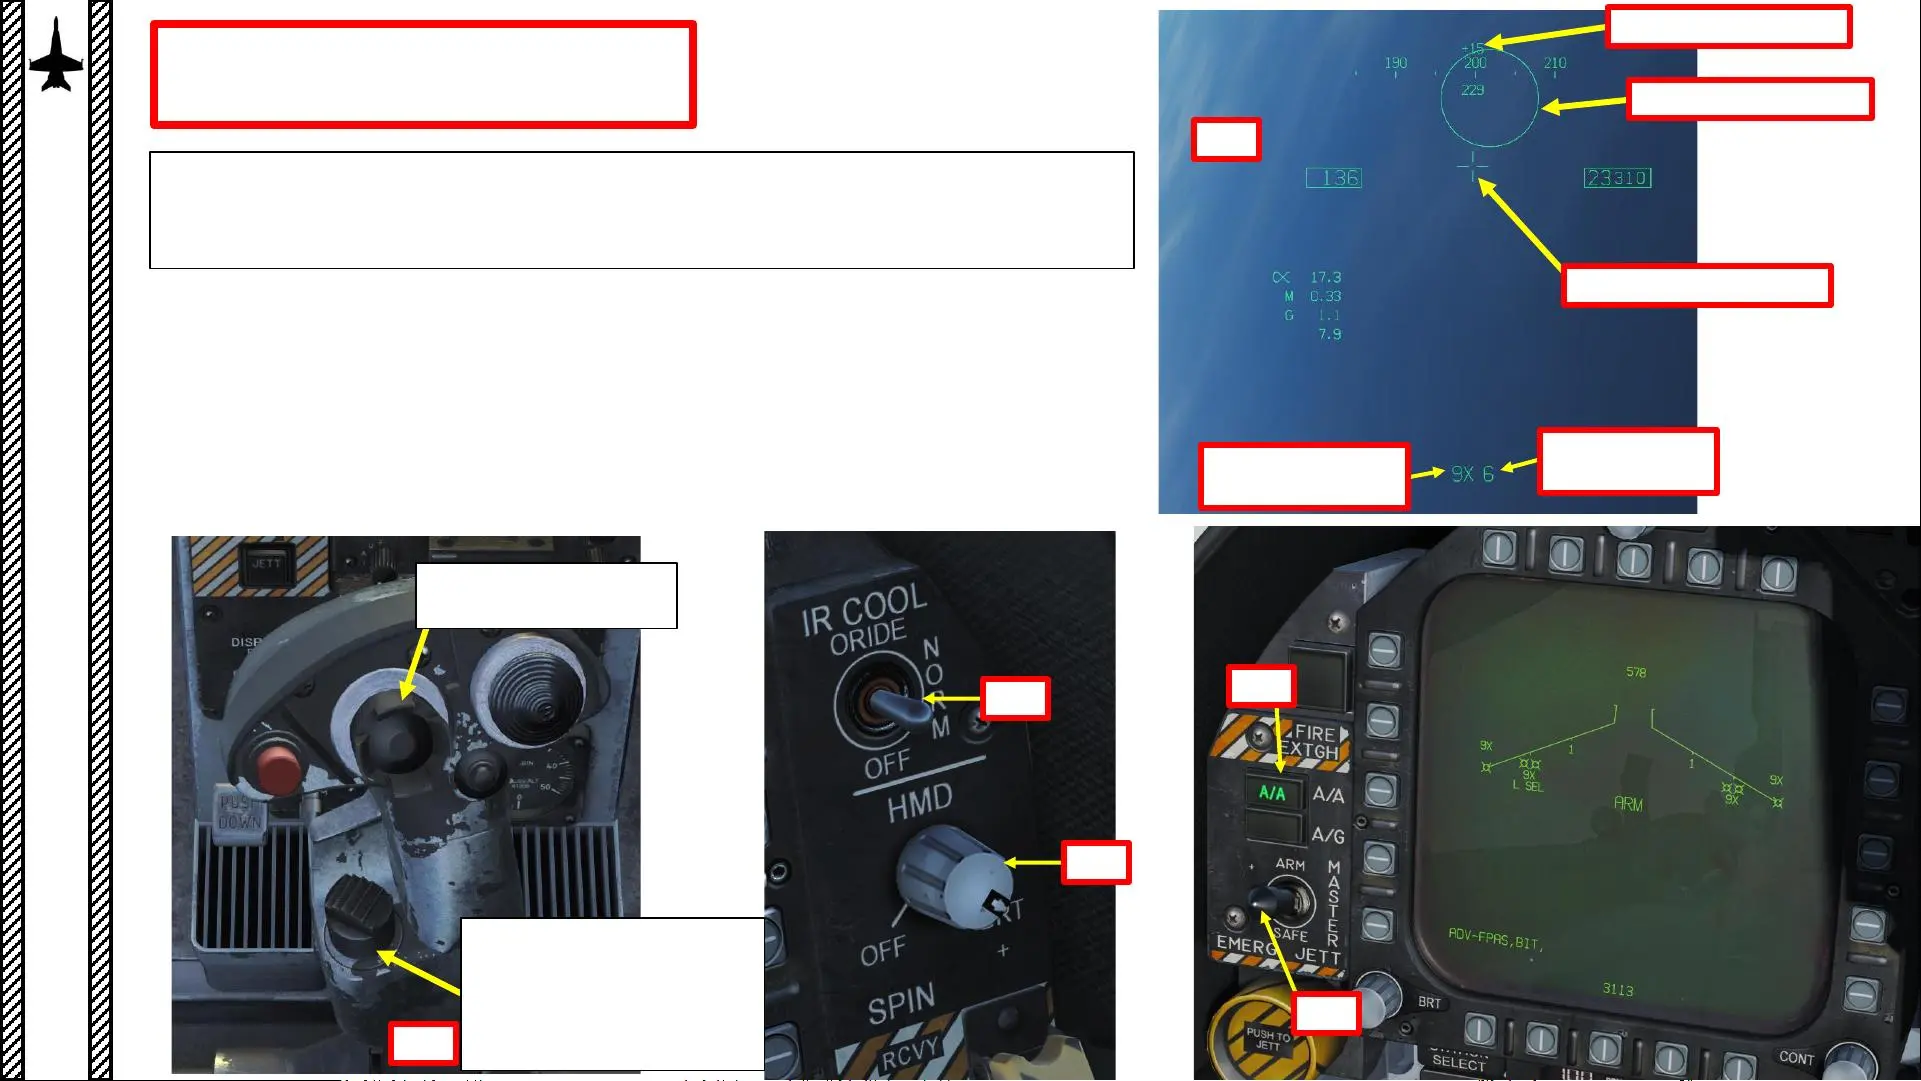 +15
190 200 210
229
136
23310
∝ 17.3
M 0.33
G 1.1
7.9
9X 6
JETT
DISP
PUSH
DOWN
40
50
IR COOL
ORIDE
NORM
OFF
HMD
OFF
+
SPIN
RCVY
FIRE
EXTGH
A/A A/A
A/G
ARM
MASTER
SAFE
EMERG JETT
PUSH TO
JETT
578
9X
1
9X
L SEL
1
9X
9X
ARM
ADV-FPAS,BIT,
3113
BRT
CONT
SELECT